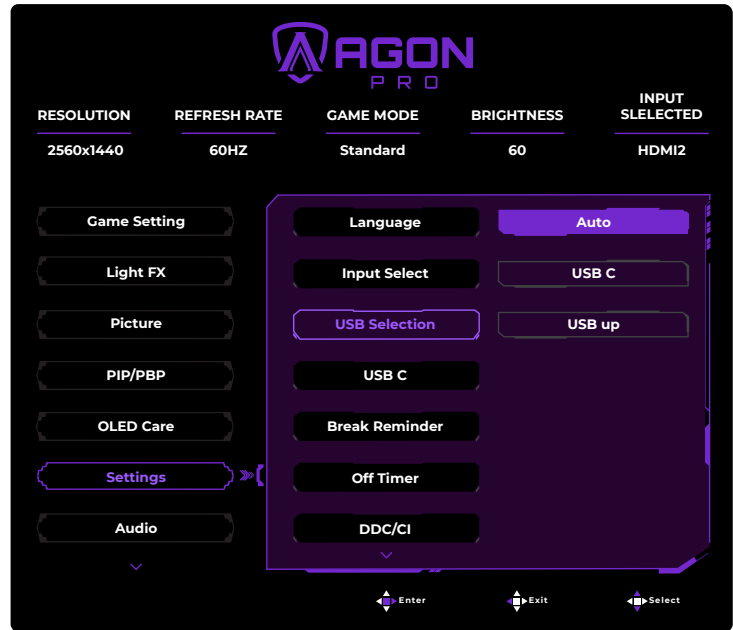 AGON
PRO
RESOLUTION REFRESH RATE GAME MODE BRIGHTNESS INPUT SLELECTED
2560x1440 60HZ Standard 60 HDMI2
Game Setting Language Auto
Light FX Input Select USB C
Picture USB Selection USB up
PIP/PBP USB C
OLED Care Break Reminder
Settings Off Timer
Audio DDC/CI
Enter Exit Select